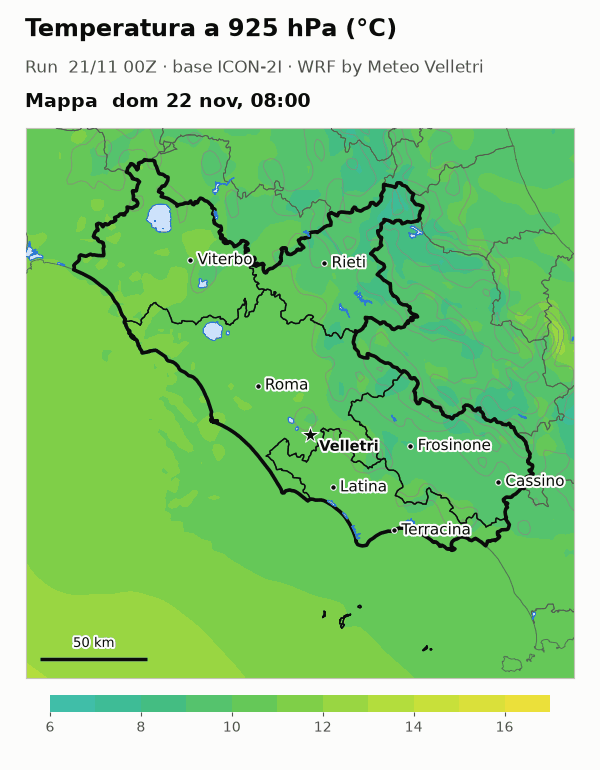 Temperatura a 925 hPa (°C)
Run  21/11 00Z · base ICON-2I · WRF by Meteo Velletri
Mappa  dom 22 nov, 08:00
Viterbo
Rieti
Roma
Velletri
Frosinone
Latina
Cassino
Terracina
50 km
6 8 10 12 14 16